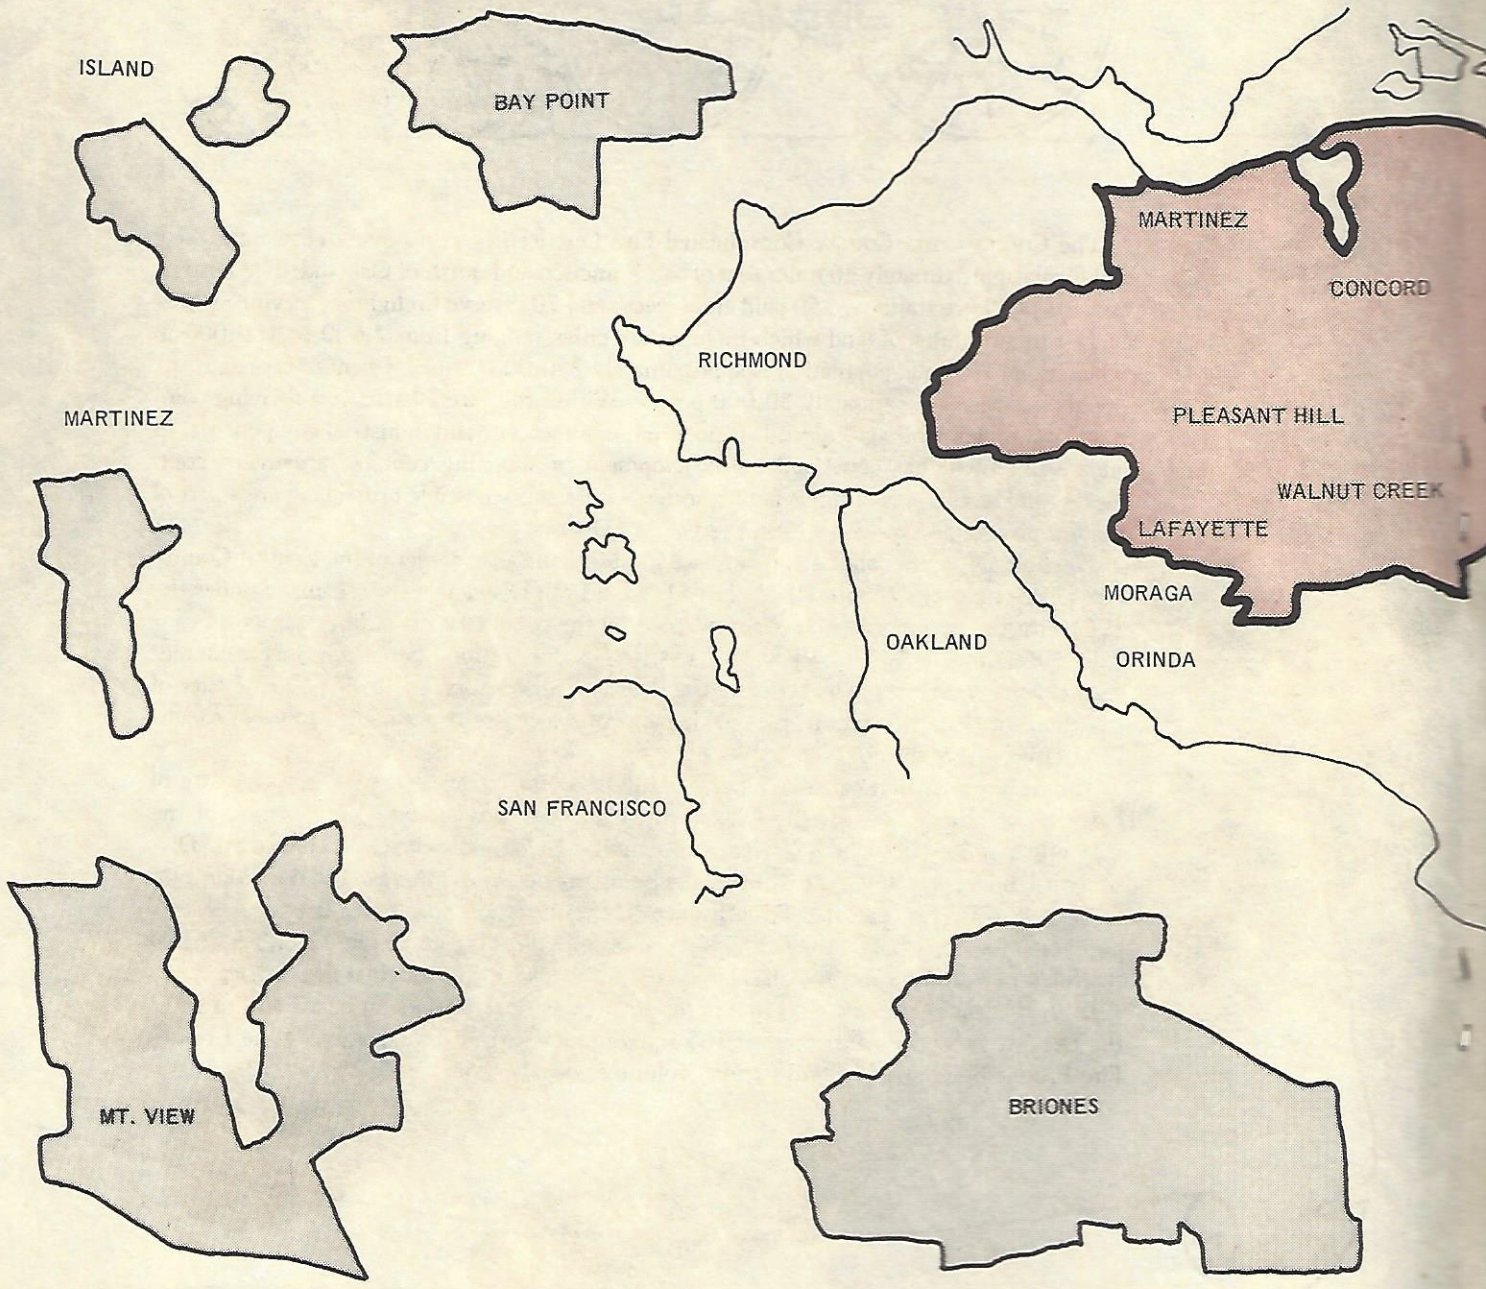 ISLAND
BAY POINT
MARTINEZ
CONCORD
RICHMOND
MARTINEZ
PLEASANT HILL
WALNUT CREEK
LAFAYETTE
MORAGA
OAKLAND
ORINDA
SAN FRANCISCO
MT. VIEW
BRIONES